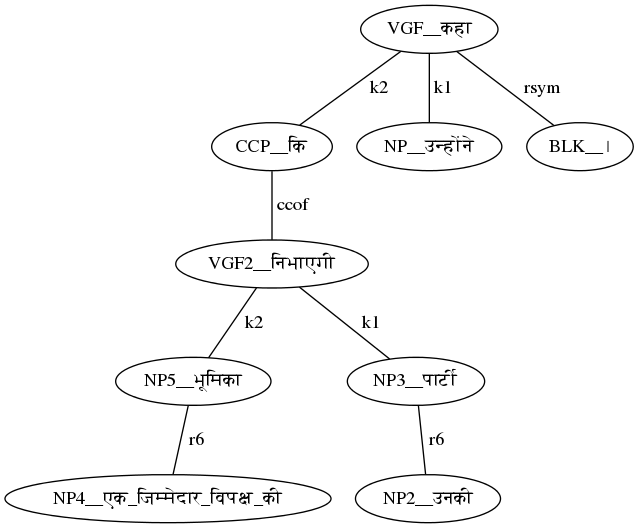 VGF__कहा
k2 k1 rsym
CCP__कि NP__उन्होंने BLK__।
ccof
VGF2__निभाएगी
k2 k1
NP5__भूमिका NP3__पार्टी
r6 r6
NP4__एक_जिम्मेदार_विपक्ष_की NP2__उनकी